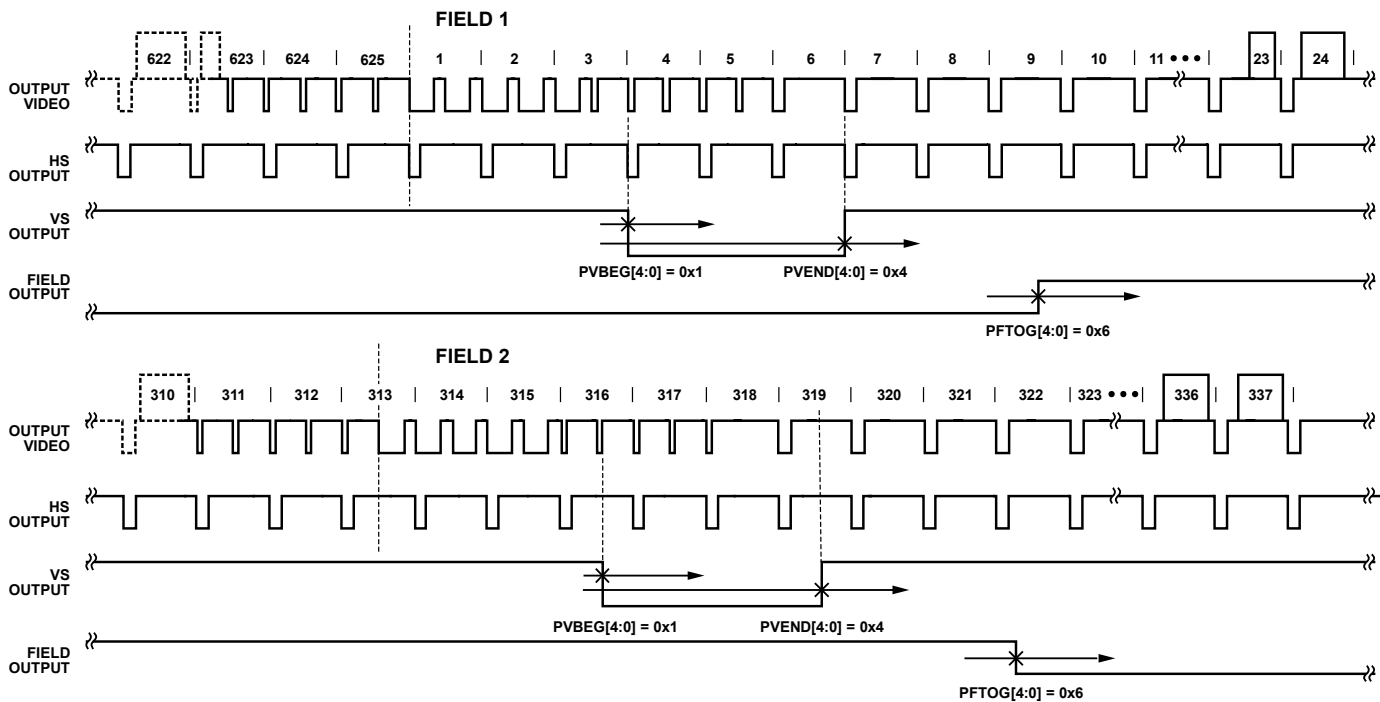 FIELD 1
622 623 624 625 1 2 3 4 5 6 7 8 9 10 11 ••• 23 24
OUTPUT
VIDEO
HS
OUTPUT
VS
OUTPUT
PVBEG[4:0] = 0x1 PVEND[4:0] = 0x4
FIELD
OUTPUT
PFTOG[4:0] = 0x6
FIELD 2
310 311 312 313 314 315 316 317 318 319 320 321 322 323 ••• 336 337
OUTPUT
VIDEO
HS
OUTPUT
VS
OUTPUT
PVBEG[4:0] = 0x1 PVEND[4:0] = 0x4
FIELD
OUTPUT
PFTOG[4:0] = 0x6